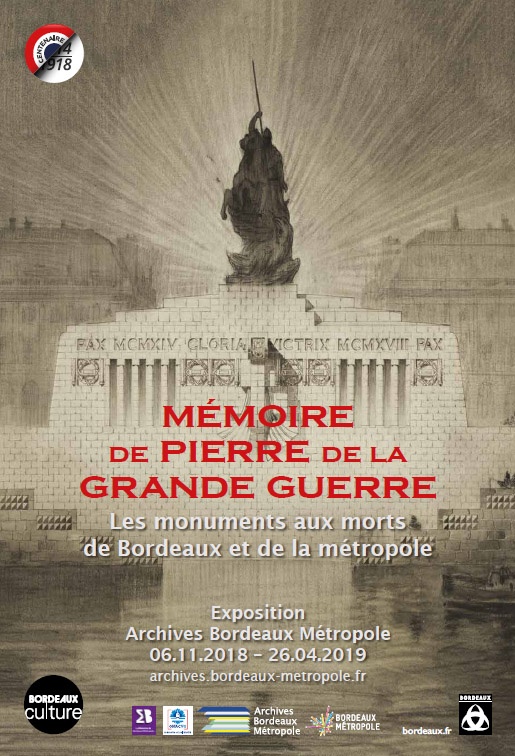 CENTENAIRE
14
1918
PAX MCMXIV GLORIA VICTRIX MCMXVIII PAX
MÉMOIRE
DE PIERRE DE LA
GRANDE GUERRE
Les monuments aux morts
de Bordeaux et de la métropole
Exposition
Archives Bordeaux Métropole
06.11.2018 – 26.04.2019
archives.bordeaux-metropole.fr
BORDEAUX
culture
Archives
Bordeaux
Métropole
BORDEAUX
MÉTROPOLE
bordeaux.fr
BORDEAUX